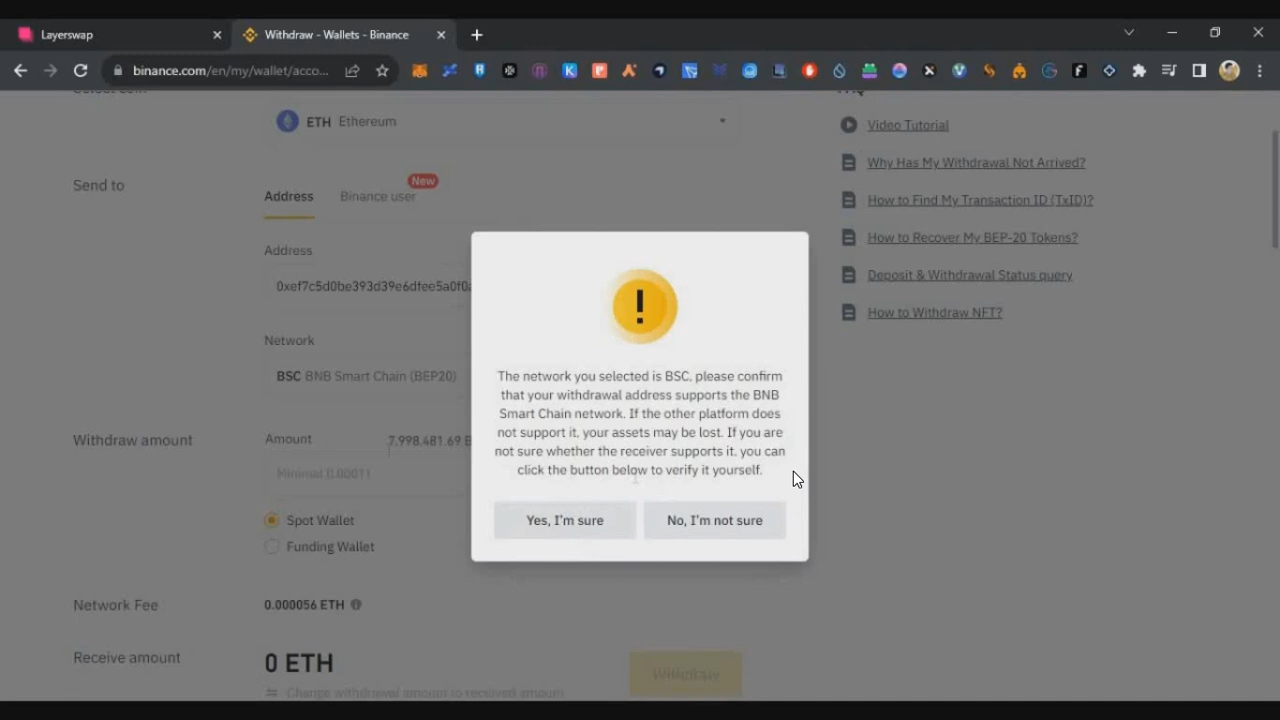 Layerswap
Withdraw - Wallets - Binance
binance.com/en/my/wallet/acco...
ETH Ethereum
Send to
Address
Binance user
New
Address
0xef7c5d0be393d39e6dfee5a0f0a
Network
BSC BNB Smart Chain (BEP20)
Withdraw amount
Amount
7,998,481.69 B
Minimal 0.00011
Spot Wallet
Funding Wallet
Network Fee
0.000056 ETH
Receive amount
0 ETH
Change withdrawal amount to received amount
Withdraw
FAQ
Video Tutorial
Why Has My Withdrawal Not Arrived?
How to Find My Transaction ID (TxID)?
How to Recover My BEP-20 Tokens?
Deposit & Withdrawal Status query
How to Withdraw NFT?
!
The network you selected is BSC, please confirm
that your withdrawal address supports the BNB
Smart Chain network. If the other platform does
not support it, your assets may be lost. If you are
not sure whether the receiver supports it, you can
click the button below to verify it yourself.
Yes, I'm sure
No, I'm not sure